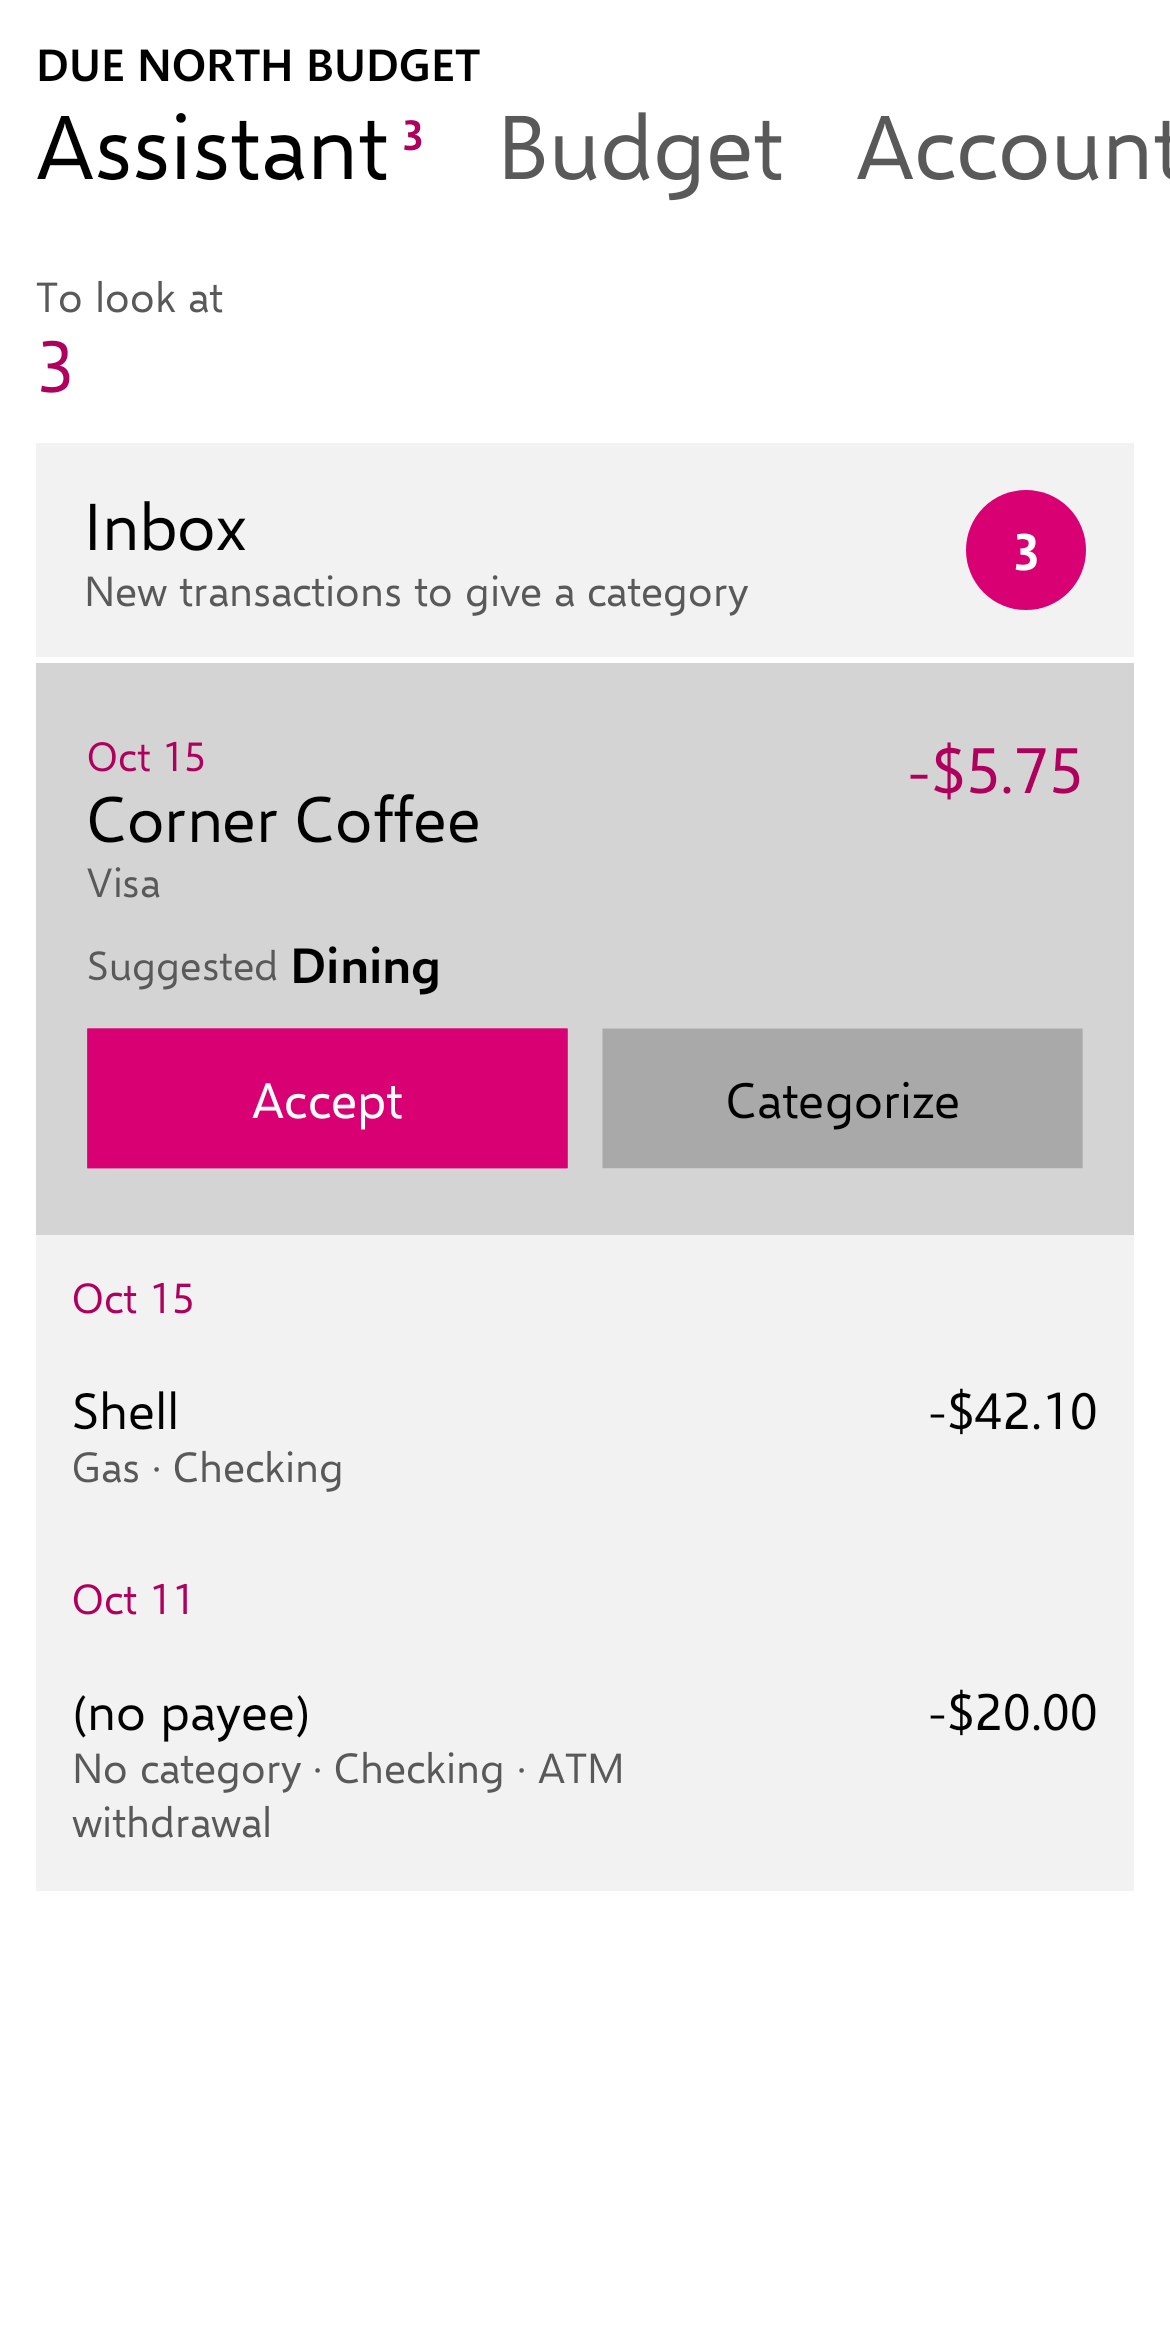 DUE NORTH BUDGET
Assistant 3 Budget Account
To look at
3
Inbox
New transactions to give a category
3
Oct 15
-$5.75
Corner Coffee
Visa
Suggested Dining
Accept
Categorize
Oct 15
Shell
-$42.10
Gas · Checking
Oct 11
(no payee)
-$20.00
No category · Checking · ATM
withdrawal